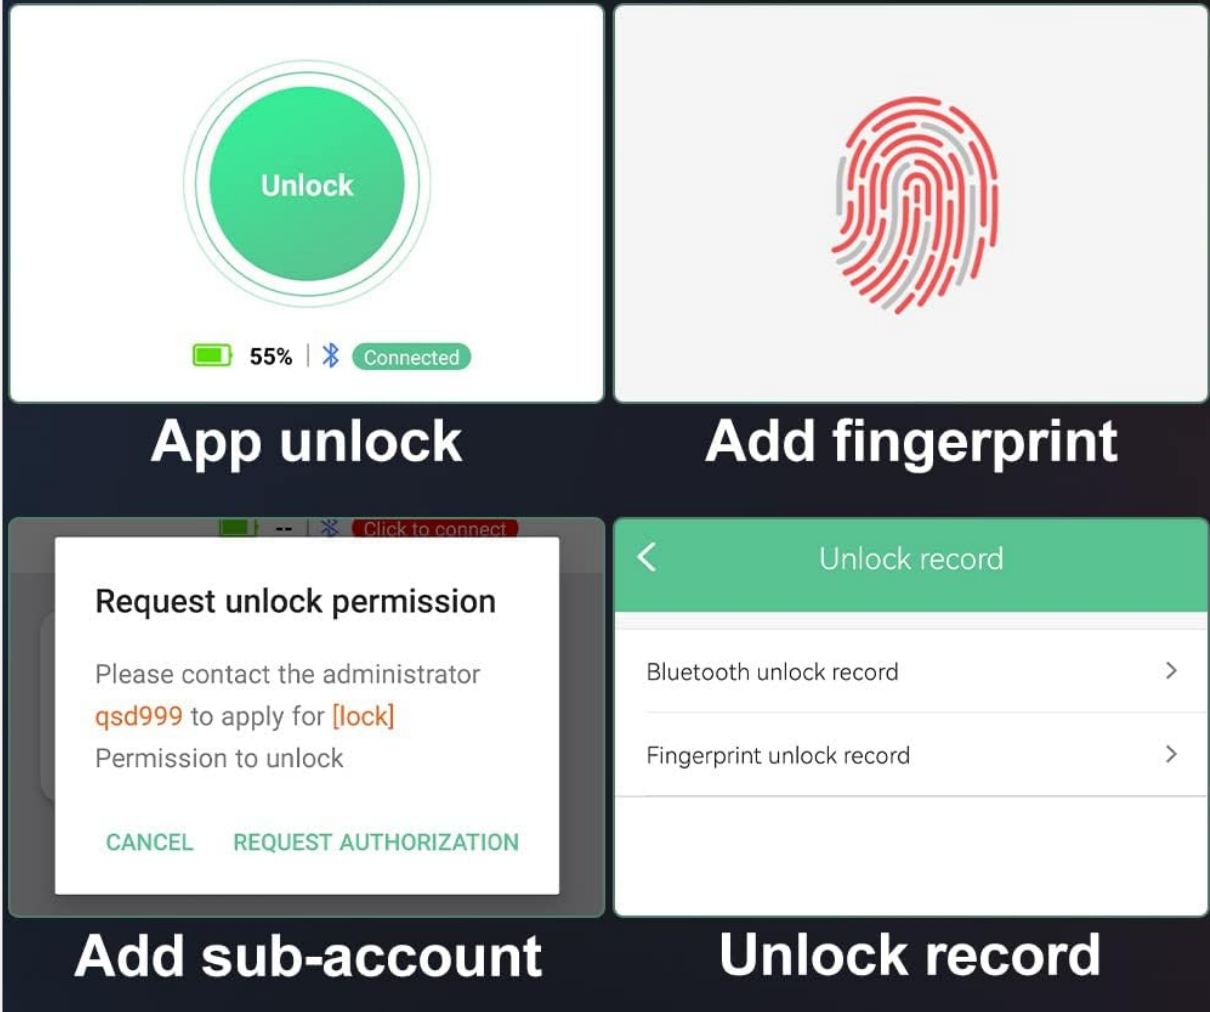 Unlock
55% | Connected
App unlock
Add fingerprint
-- | Click to connect
Request unlock permission
Please contact the administrator
qsd999 to apply for [lock]
Permission to unlock
CANCEL REQUEST AUTHORIZATION
Add sub-account
Unlock record
Bluetooth unlock record
Fingerprint unlock record
Unlock record